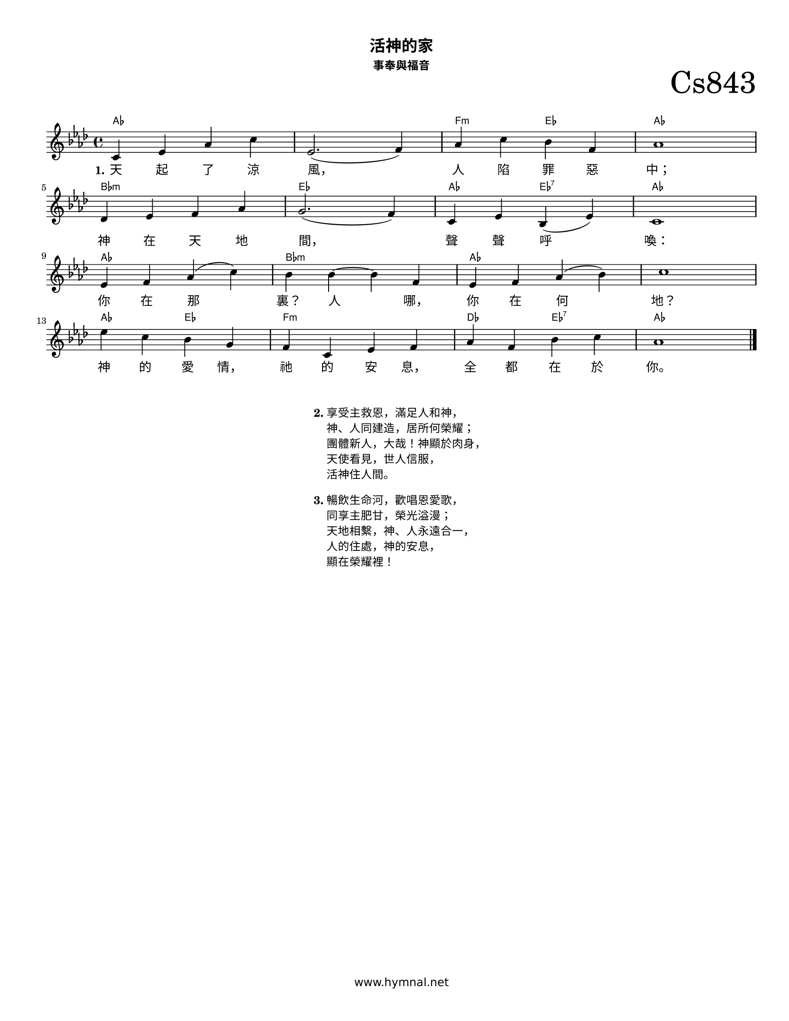 活神的家
事奉與福音
Cs843
A♭ Fm E♭ A♭
1. 天 起 了 涼 風， 人 陷 罪 惡 中；
5 B♭m E♭ A♭ E♭7 A♭
神 在 天 地 間， 聲 聲 呼 喚：
9 A♭ B♭m A♭
你 在 那 裏？ 人 哪， 你 在 何 地？
13 A♭ E♭ Fm D♭ E♭7 A♭
神 的 愛 情， 祂 的 安 息， 全 都 在 於 你。
2. 享受主救恩，滿足人和神，
神、人同建造，居所何榮耀；
團體新人，大哉！神顯於肉身，
天使看見，世人信服，
活神住人間。
3. 暢飲生命河，歡唱恩愛歌，
同享主肥甘，榮光溢漫；
天地相繫，神、人永遠合一，
人的住處，神的安息，
顯在榮耀裡！
www.hymnal.net